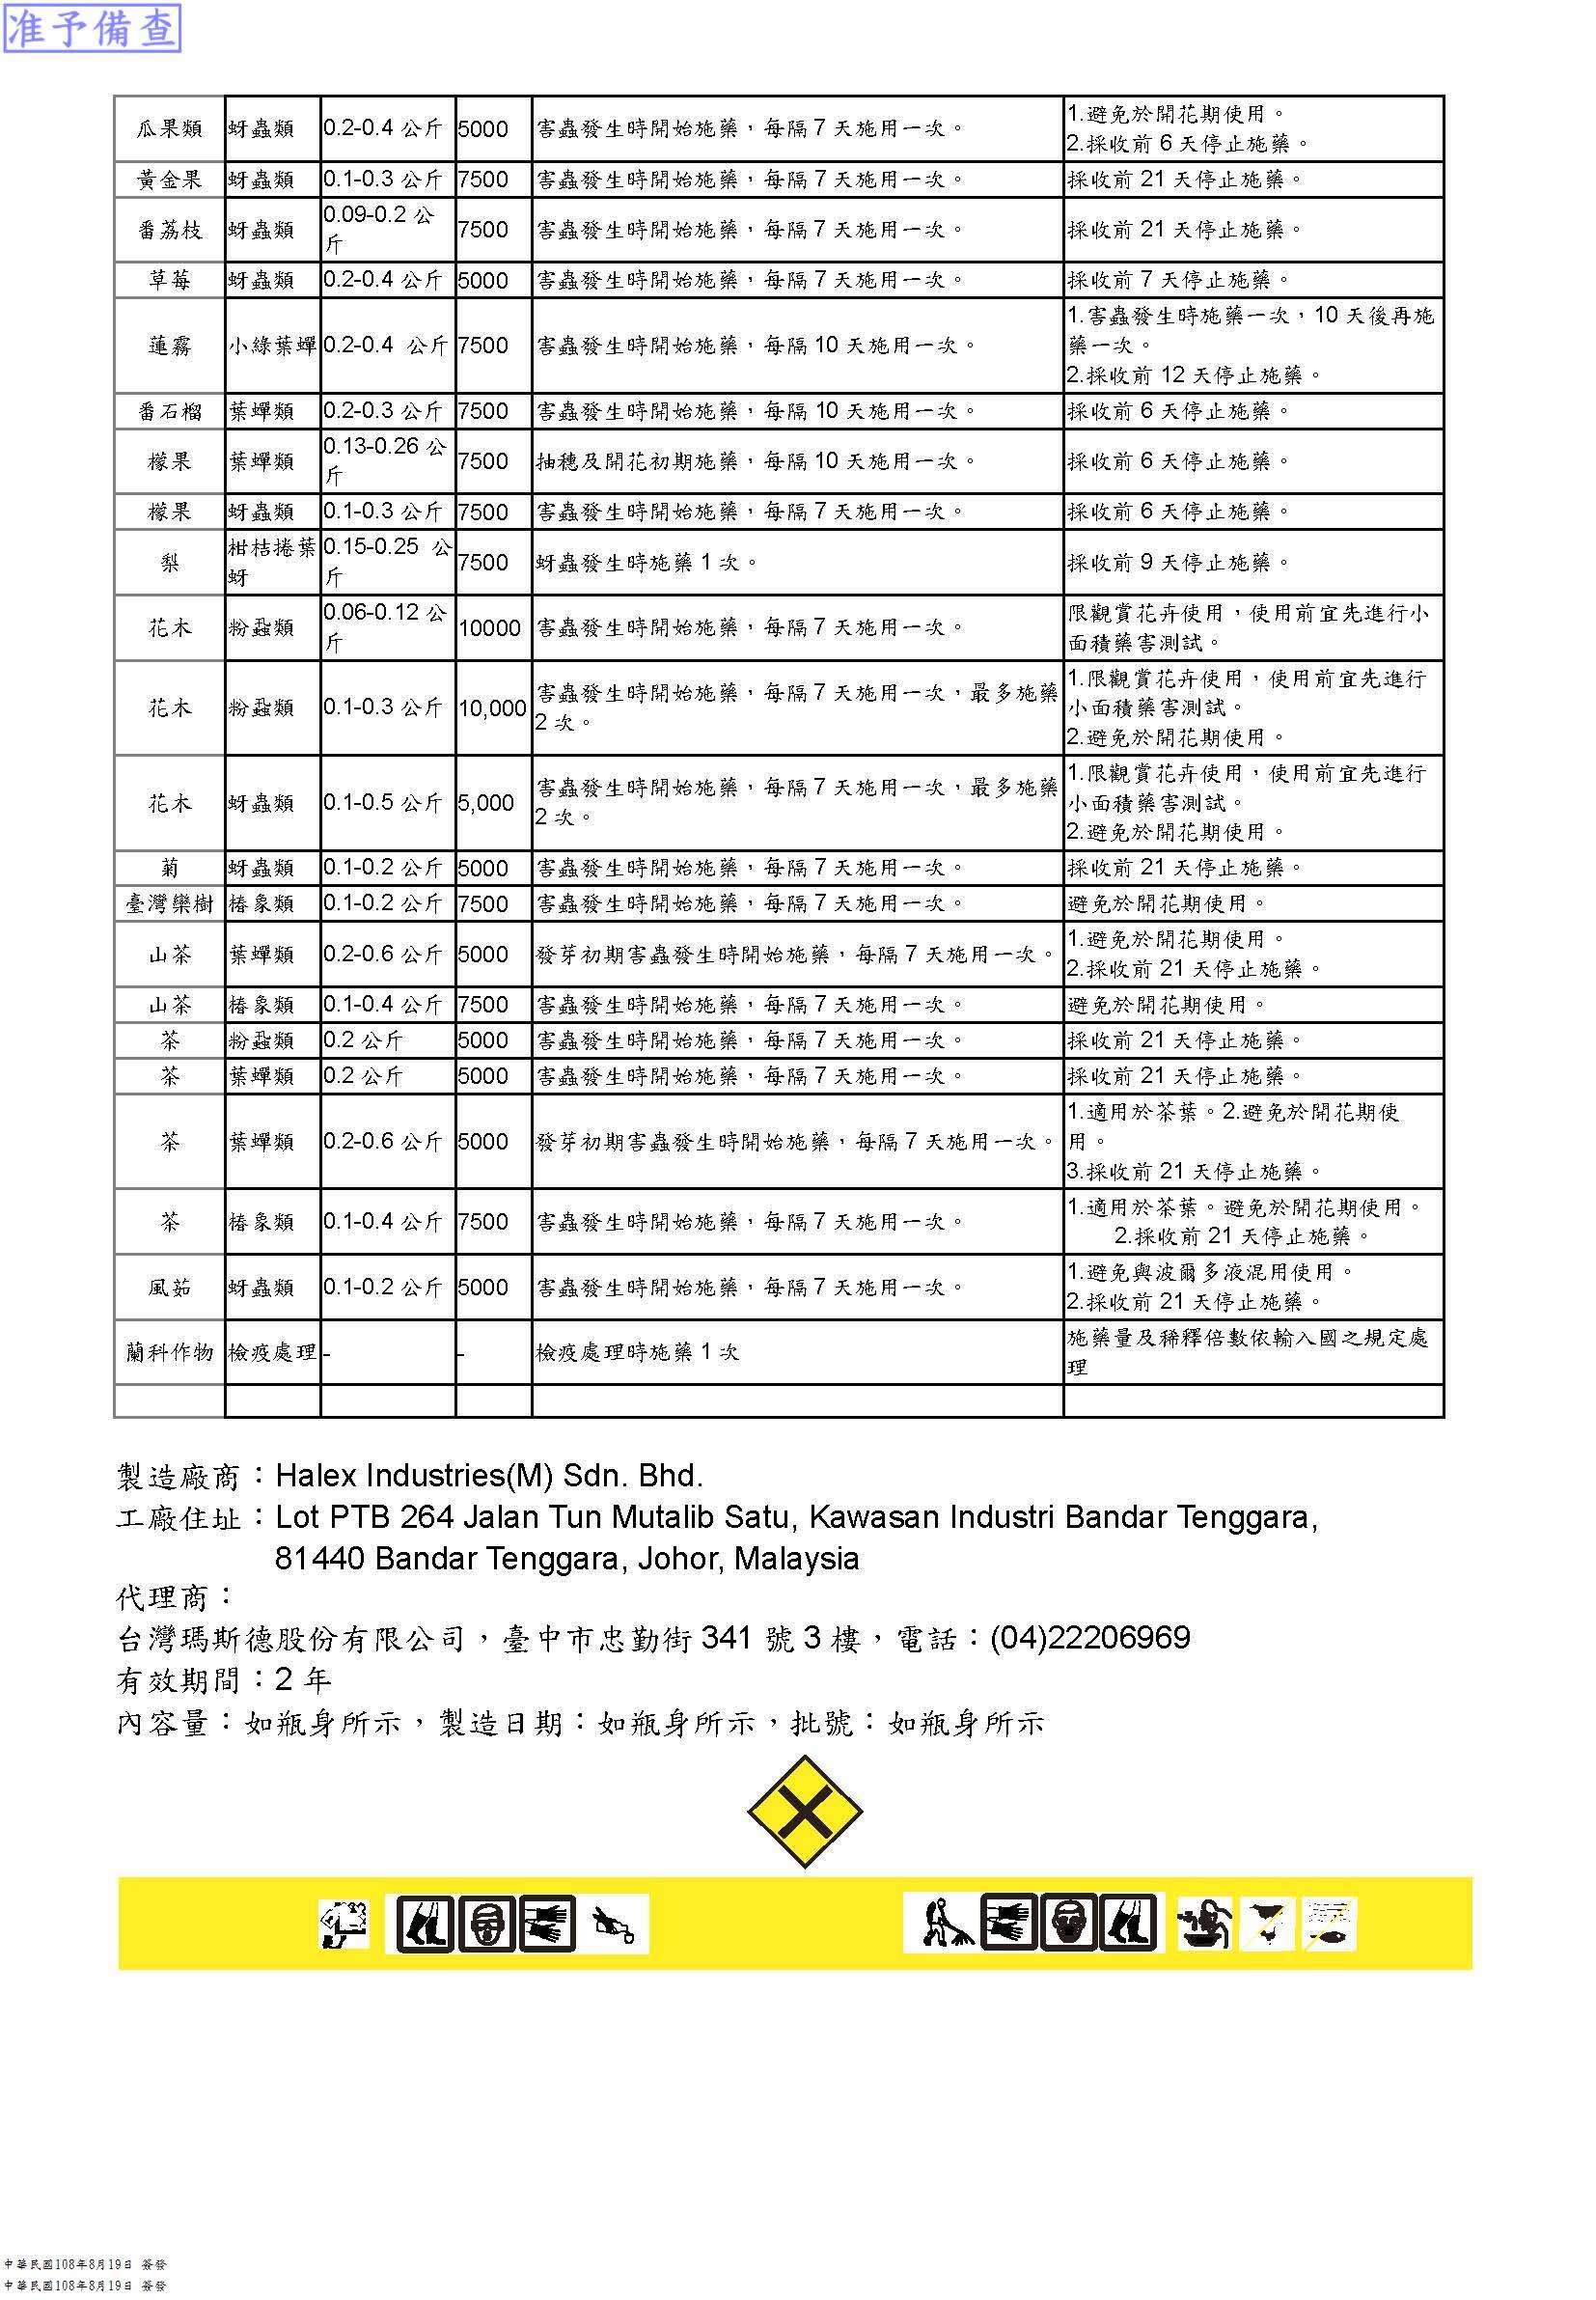 准予備查
瓜果類 蚜蟲類 0.2-0.4 公斤 5000 害蟲發生時開始施藥，每隔 7 天施用一次。 1.避免於開花期使用。
2.採收前 6 天停止施藥。
黃金果 蚜蟲類 0.1-0.3 公斤 7500 害蟲發生時開始施藥，每隔 7 天施用一次。 採收前 21 天停止施藥。
番荔枝 蚜蟲類 0.09-0.2 公
斤 7500 害蟲發生時開始施藥，每隔 7 天施用一次。 採收前 21 天停止施藥。
草莓 蚜蟲類 0.2-0.4 公斤 5000 害蟲發生時開始施藥，每隔 7 天施用一次。 採收前 7 天停止施藥。
蓮霧 小綠葉蟬 0.2-0.4 公斤 7500 害蟲發生時開始施藥，每隔 10 天施用一次。 1.害蟲發生時施藥一次，10 天後再施
藥一次。
2.採收前 12 天停止施藥。
番石榴 葉蟬類 0.2-0.3 公斤 7500 害蟲發生時開始施藥，每隔 10 天施用一次。 採收前 6 天停止施藥。
檬果 葉蟬類 0.13-0.26 公
斤 7500 抽穗及開花初期施藥，每隔 10 天施用一次。 採收前 6 天停止施藥。
檬果 蚜蟲類 0.1-0.3 公斤 7500 害蟲發生時開始施藥，每隔 7 天施用一次。 採收前 6 天停止施藥。
梨 柑桔捲葉
蚜 0.15-0.25 公
斤 7500 蚜蟲發生時施藥 1 次。 採收前 9 天停止施藥。
花木 粉蝨類 0.06-0.12 公
斤 10000 害蟲發生時開始施藥，每隔 7 天施用一次。 限觀賞花卉使用，使用前宜先進行小
面積藥害測試。
花木 粉蝨類 0.1-0.3 公斤 10,000 害蟲發生時開始施藥，每隔 7 天施用一次，最多施藥
2 次。 1.限觀賞花卉使用，使用前宜先進行
小面積藥害測試。
2.避免於開花期使用。
花木 蚜蟲類 0.1-0.5 公斤 5,000 害蟲發生時開始施藥，每隔 7 天施用一次，最多施藥
2 次。 1.限觀賞花卉使用，使用前宜先進行
小面積藥害測試。
2.避免於開花期使用。
菊 蚜蟲類 0.1-0.2 公斤 5000 害蟲發生時開始施藥，每隔 7 天施用一次。 採收前 21 天停止施藥。
臺灣欒樹 椿象類 0.1-0.2 公斤 7500 害蟲發生時開始施藥，每隔 7 天施用一次。 避免於開花期使用。
山茶 葉蟬類 0.2-0.6 公斤 5000 發芽初期害蟲發生時開始施藥，每隔 7 天施用一次。 1.避免於開花期使用。
2.採收前 21 天停止施藥。
山茶 椿象類 0.1-0.4 公斤 7500 害蟲發生時開始施藥，每隔 7 天施用一次。 避免於開花期使用。
茶 粉蝨類 0.2 公斤 5000 害蟲發生時開始施藥，每隔 7 天施用一次。 採收前 21 天停止施藥。
茶 葉蟬類 0.2 公斤 5000 害蟲發生時開始施藥，每隔 7 天施用一次。 採收前 21 天停止施藥。
茶 葉蟬類 0.2-0.6 公斤 5000 發芽初期害蟲發生時開始施藥，每隔 7 天施用一次。 1.適用於茶葉。2.避免於開花期使
用。
3.採收前 21 天停止施藥。
茶 椿象類 0.1-0.4 公斤 7500 害蟲發生時開始施藥，每隔 7 天施用一次。 1.適用於茶葉。避免於開花期使用。
2.採收前 21 天停止施藥。
風茹 蚜蟲類 0.1-0.2 公斤 5000 害蟲發生時開始施藥，每隔 7 天施用一次。 1.避免與波爾多液混用使用。
2.採收前 21 天停止施藥。
蘭科作物 檢疫處理 - - 檢疫處理時施藥 1 次 施藥量及稀釋倍數依輸入國之規定處
理
製造廠商：Halex Industries(M) Sdn. Bhd.
工廠住址：Lot PTB 264 Jalan Tun Mutalib Satu, Kawasan Industri Bandar Tenggara,
81440 Bandar Tenggara, Johor, Malaysia
代理商：
台灣瑪斯德股份有限公司，臺中市忠勤街 341 號 3 樓，電話：(04)22206969
有效期間：2 年
內容量：如瓶身所示，製造日期：如瓶身所示，批號：如瓶身所示
中華民國108年8月19日 簽發
中華民國108年8月19日 簽發